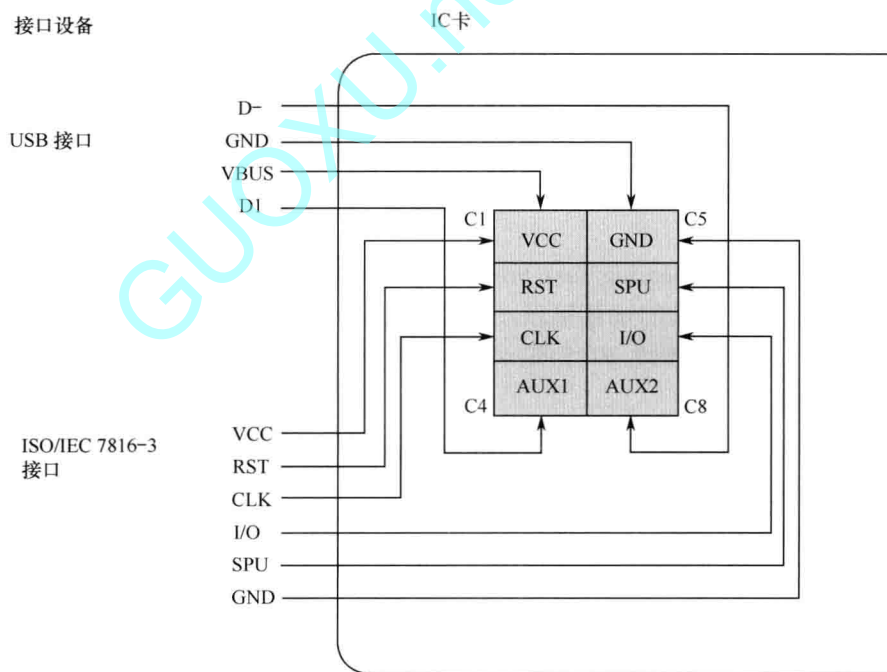 接口设备
IC卡
USB 接口
D-
GND
VBUS
D1
C1
C5
VCC
GND
RST
SPU
CLK
I/O
AUX1
AUX2
C4
C8
ISO/IEC 7816-3
接口
VCC
RST
CLK
I/O
SPU
GND